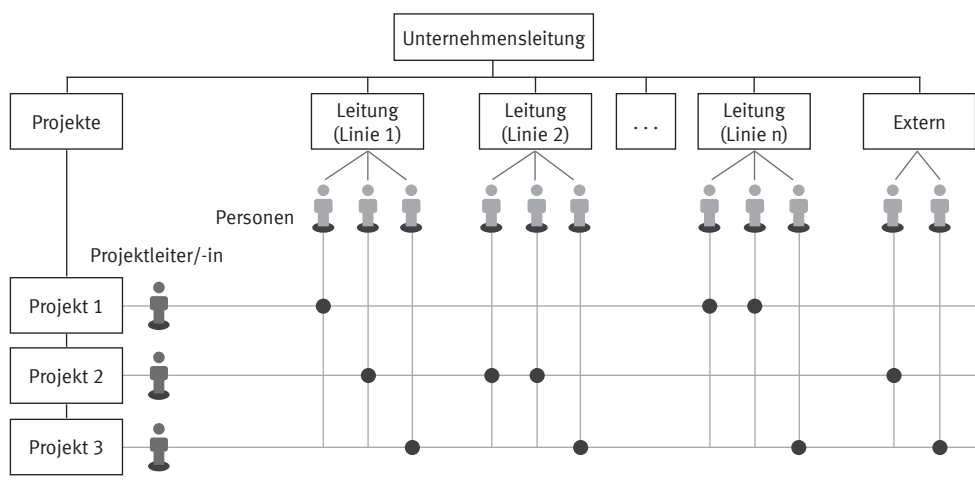 Unternehmensleitung
Projekte
Leitung
(Linie 1)
Leitung
(Linie 2)
...
Leitung
(Linie n)
Extern
Personen
Projektleiter/-in
Projekt 1
Projekt 2
Projekt 3